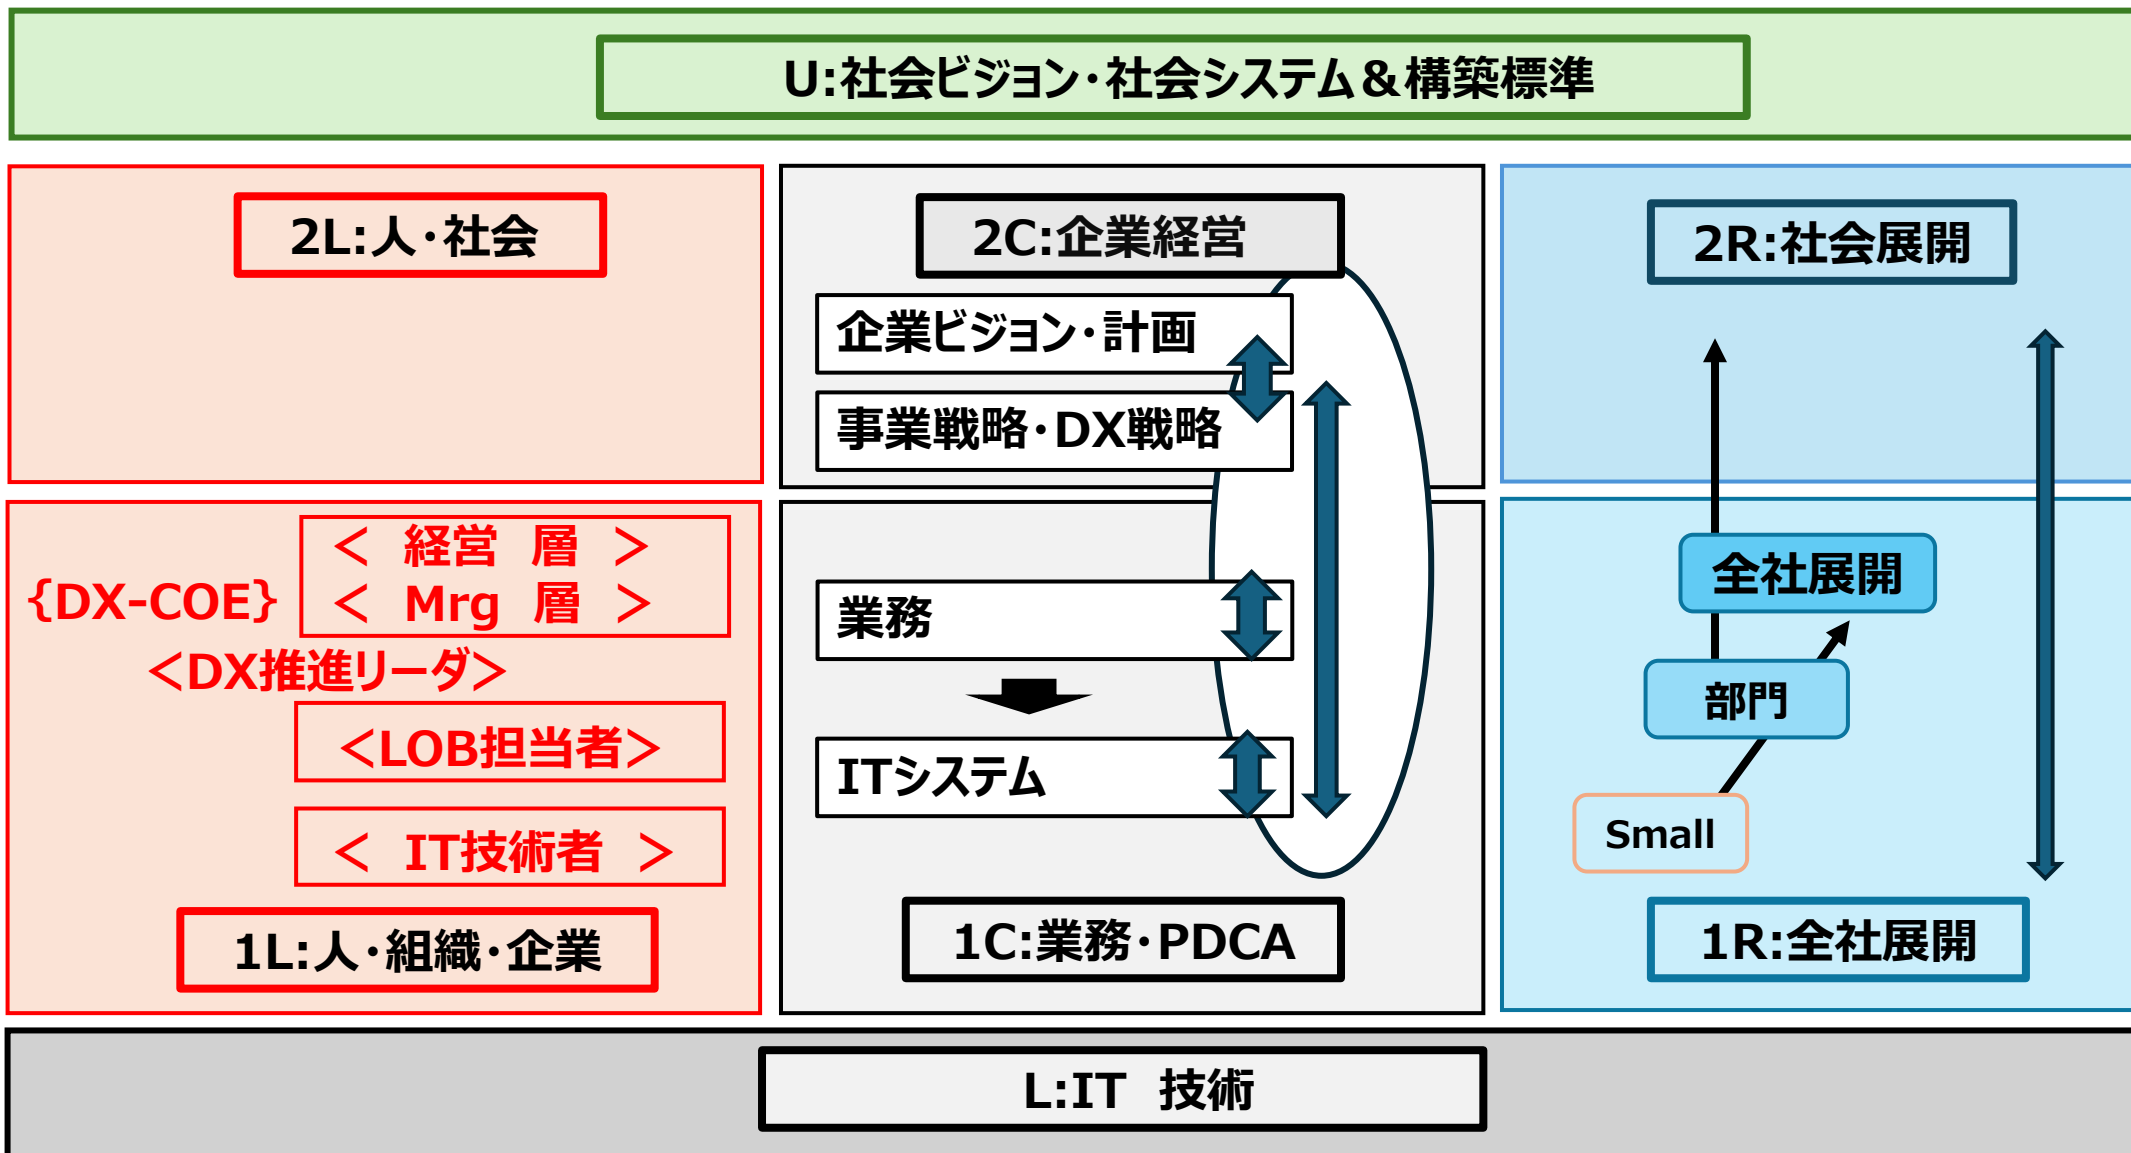 U:社会ビジョン・社会システム&構築標準
2L:人・社会
2C:企業経営
企業ビジョン・計画
事業戦略・DX戦略
2R:社会展開
{DX-COE}
< 経営 層 >
< Mrg 層 >
<DX推進リーダ>
<LOB担当者>
< IT技術者 >
1L:人・組織・企業
業務
ITシステム
1C:業務・PDCA
全社展開
部門
Small
1R:全社展開
L:IT 技術